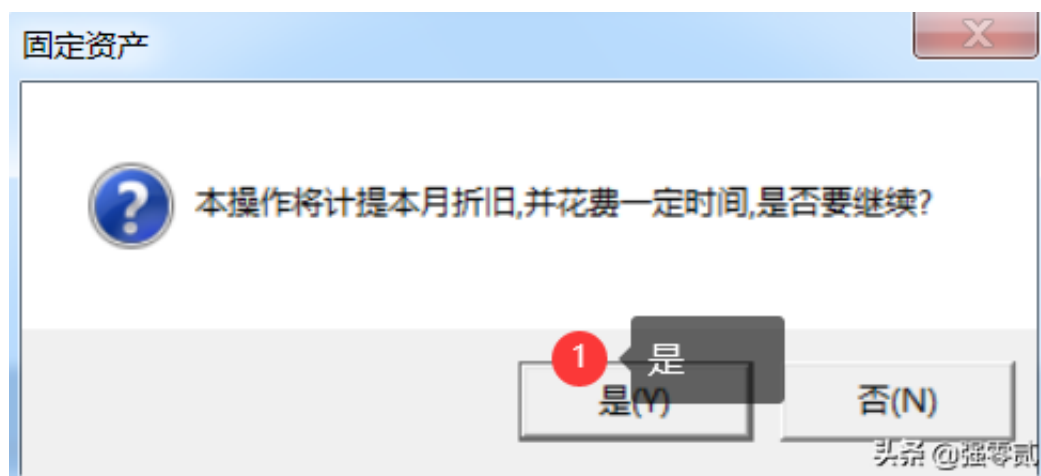 固定资产
X
?
本操作将计提本月折旧,并花费一定时间,是否要继续?
1 是
是(Y) 否(N)
头条 @强零贰